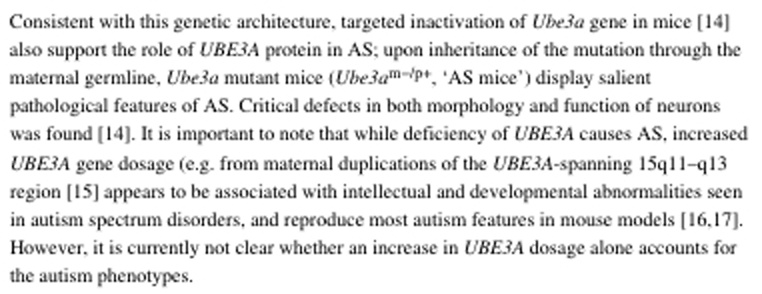 Consistent with this genetic architecture, targeted inactivation of Ube3a gene in mice [14]
also support the role of UBE3A protein in AS; upon inheritance of the mutation through the
maternal germline, Ube3a mutant mice (Ube3aᵐ⁻/ᵖ⁺, ‘AS mice’) display salient
pathological features of AS. Critical defects in both morphology and function of neurons
was found [14]. It is important to note that while deficiency of UBE3A causes AS, increased
UBE3A gene dosage (e.g. from maternal duplications of the UBE3A-spanning 15q11–q13
region [15] appears to be associated with intellectual and developmental abnormalities seen
in autism spectrum disorders, and reproduce most autism features in mouse models [16,17].
However, it is currently not clear whether an increase in UBE3A dosage alone accounts for
the autism phenotypes.